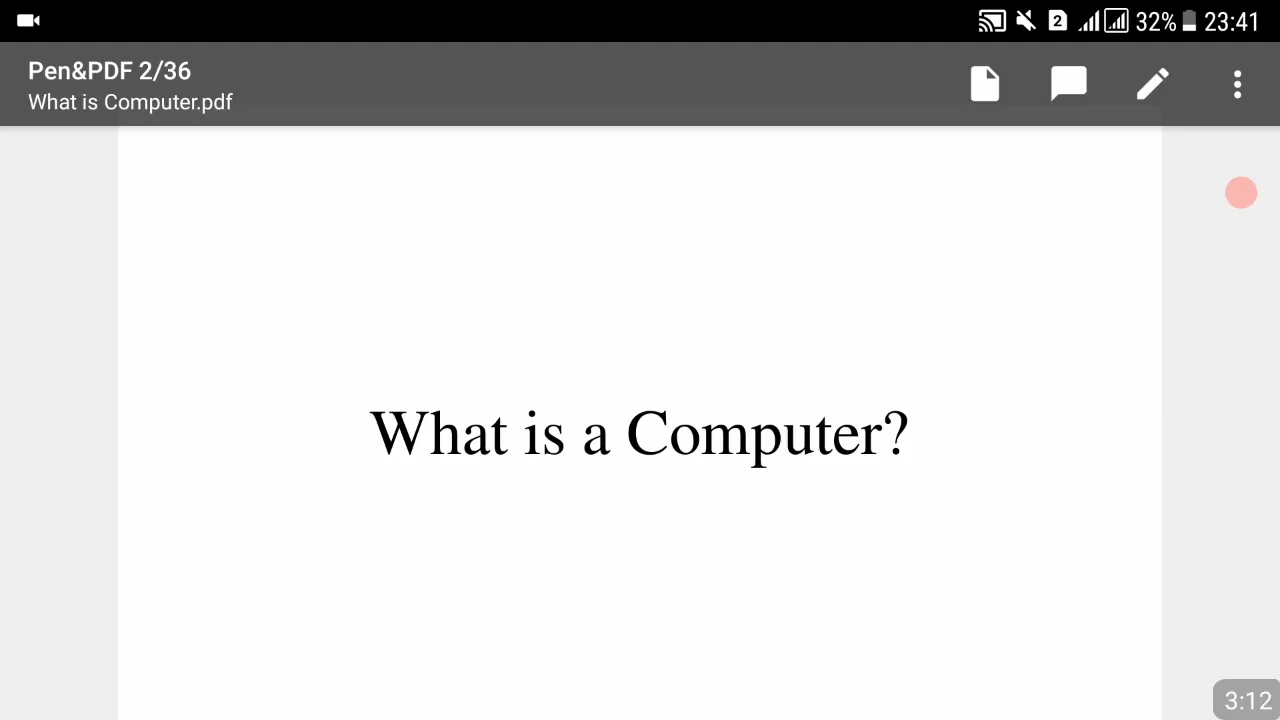 2 32% 23:41
Pen&PDF 2/36
What is Computer.pdf
What is a Computer?
3:12